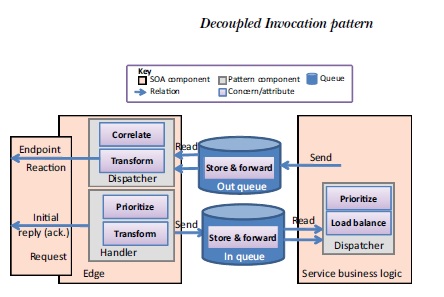 Decoupled Invocation pattern
Key
SOA component
Pattern component
Queue
Relation
Concern/attribute
Endpoint
Reaction
Correlate
Transform
Dispatcher
Read
Store & forward
Out queue
Send
Initial
reply (ack.)
Request
Prioritize
Transform
Handler
Edge
Send
Store & forward
In queue
Read
Prioritize
Load balance
Dispatcher
Service business logic